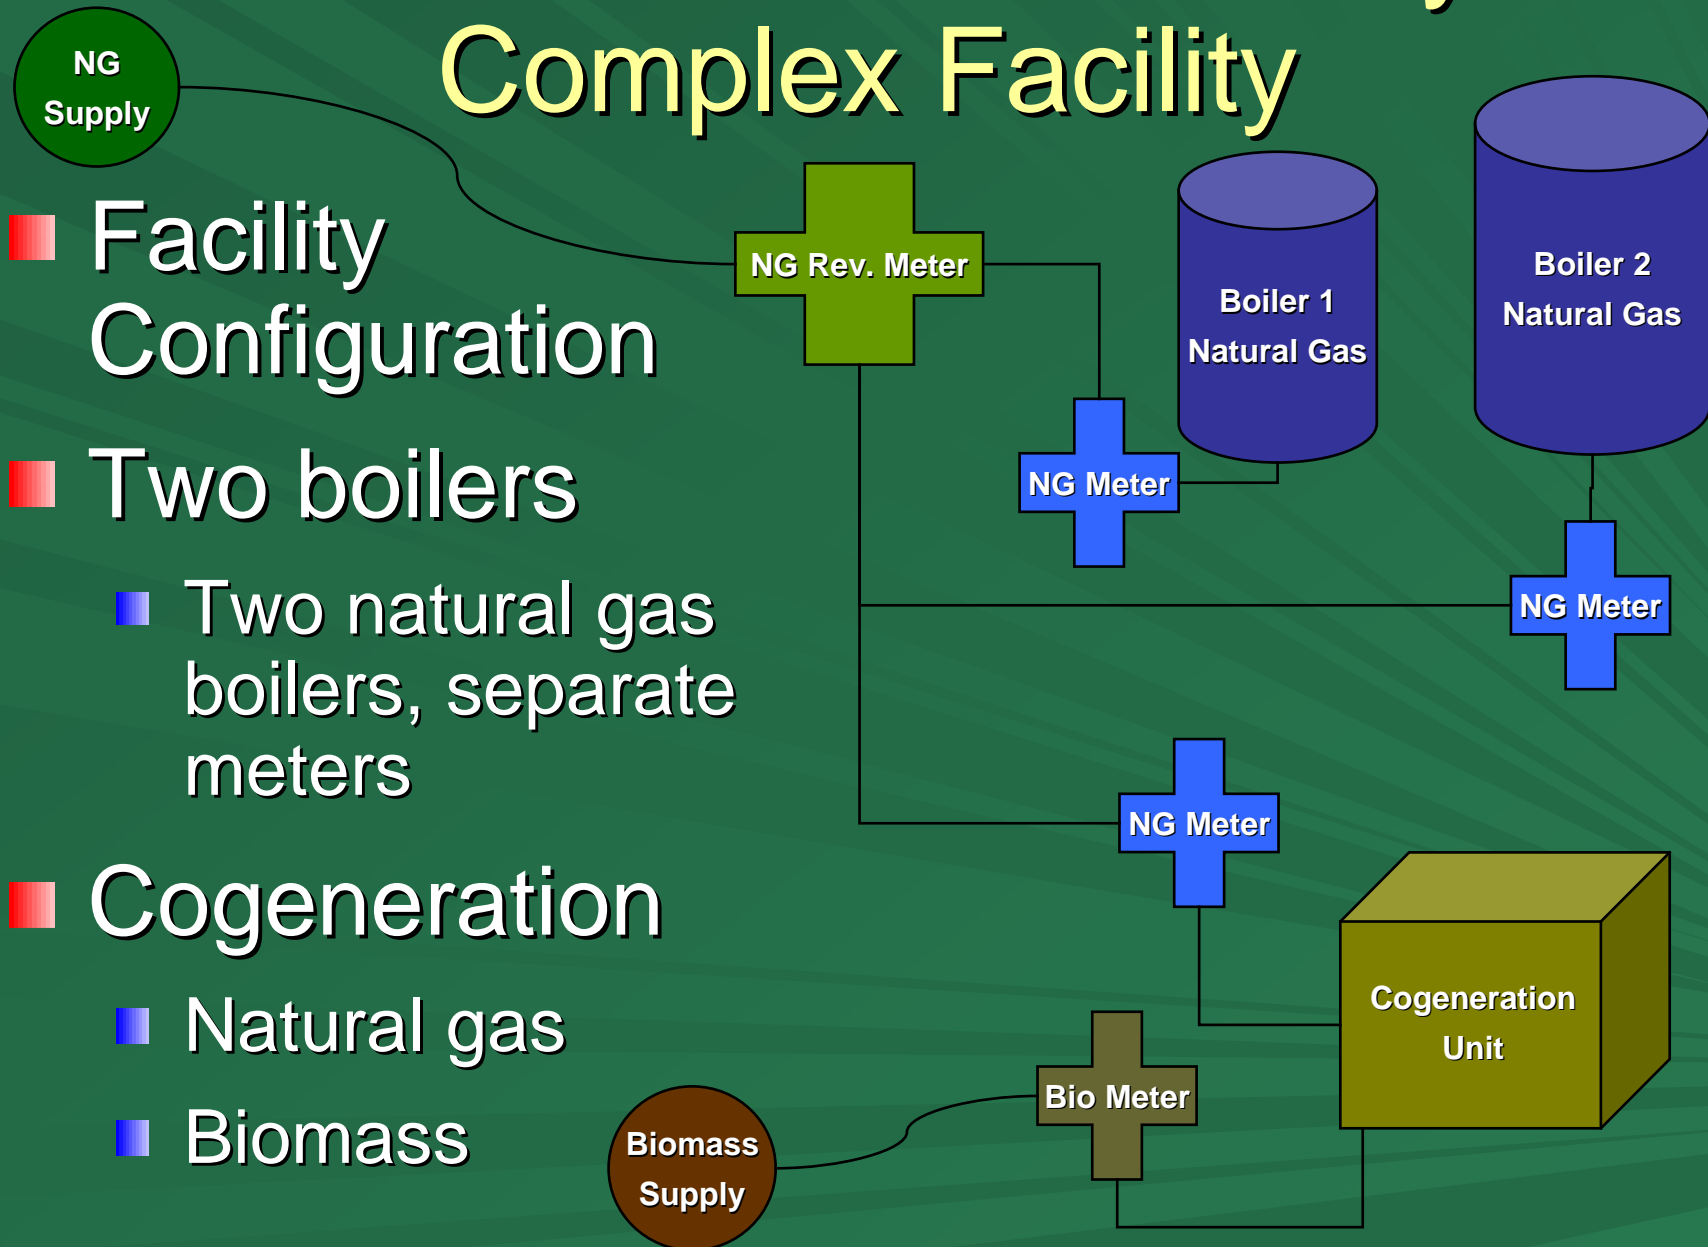 Complex Facility
NG
Supply
Facility
Configuration
Two boilers
Two natural gas
boilers, separate
meters
Cogeneration
Natural gas
Biomass
NG Rev. Meter
Boiler 1
Natural Gas
Boiler 2
Natural Gas
NG Meter
NG Meter
NG Meter
Cogeneration
Unit
Bio Meter
Biomass
Supply